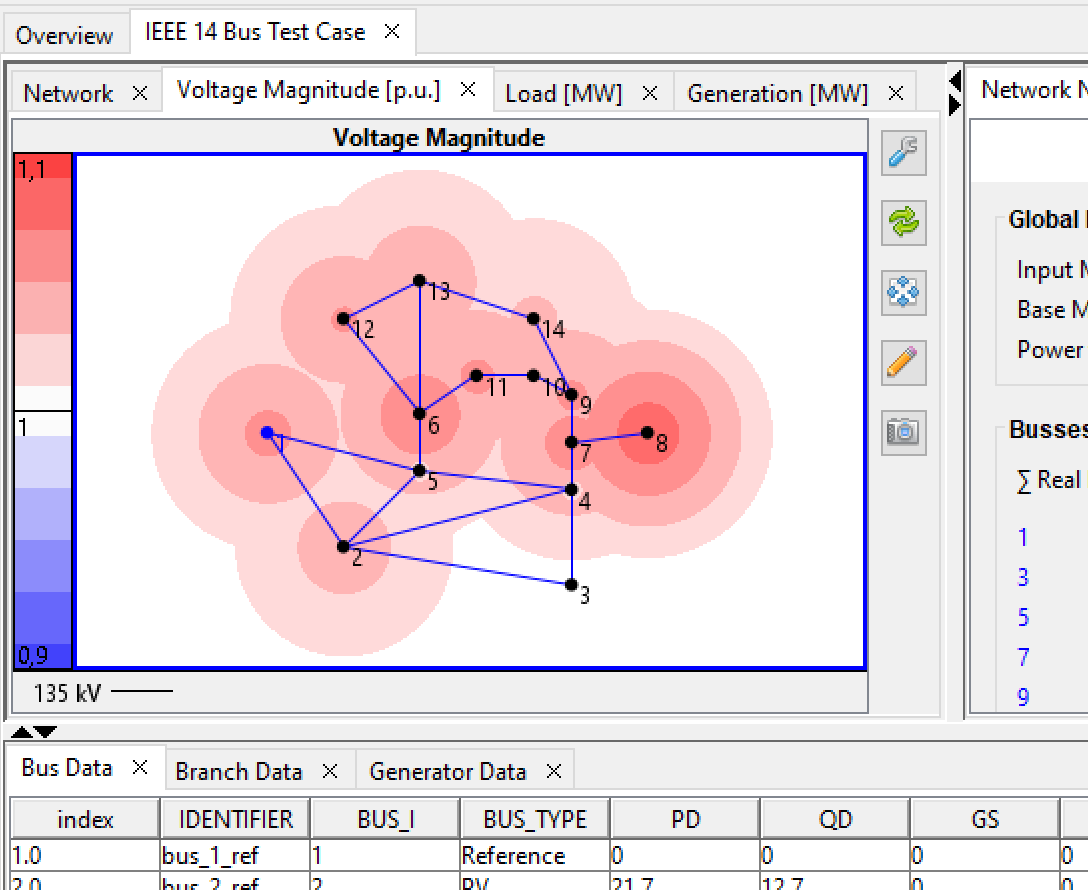 Overview IEEE 14 Bus Test Case
Network Voltage Magnitude [p.u.] Load [MW] Generation [MW]
Network N
Voltage Magnitude
1,1
1
0,9
13
12
14
11
10
9
6
1
7
8
5
4
2
3
135 kV
Global
Input M
Base M
Power
Busses
∑ Real
1
3
5
7
9
Bus Data Branch Data Generator Data
index IDENTIFIER BUS_I BUS_TYPE PD QD GS
1.0 bus_1_ref 1 Reference 0 0 0 0
2.0 bus_2_ref 2 PV 21.7 12.7 0 0